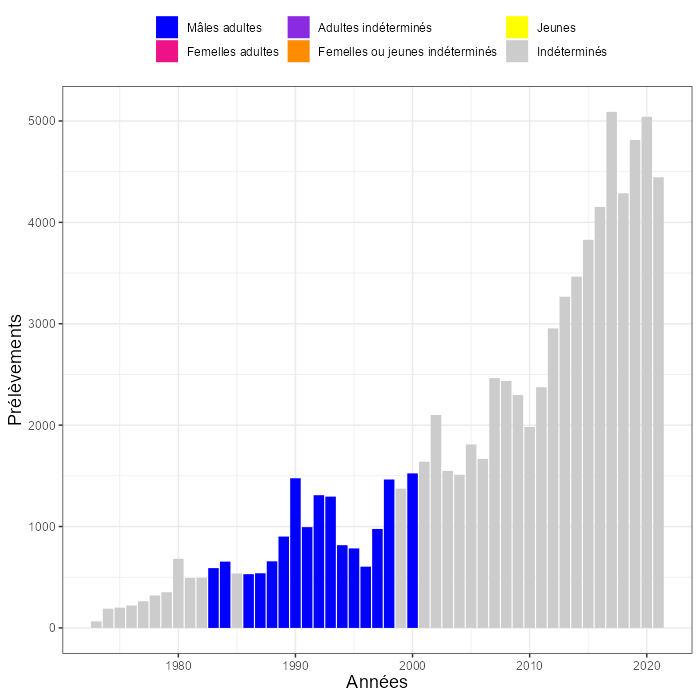 Mâles adultes
Adultes indéterminés
Jeunes
Femelles adultes
Femelles ou jeunes indéterminés
Indéterminés
Prélèvements
5000
4000
3000
2000
1000
0
1980
1990
2000
2010
2020
Années